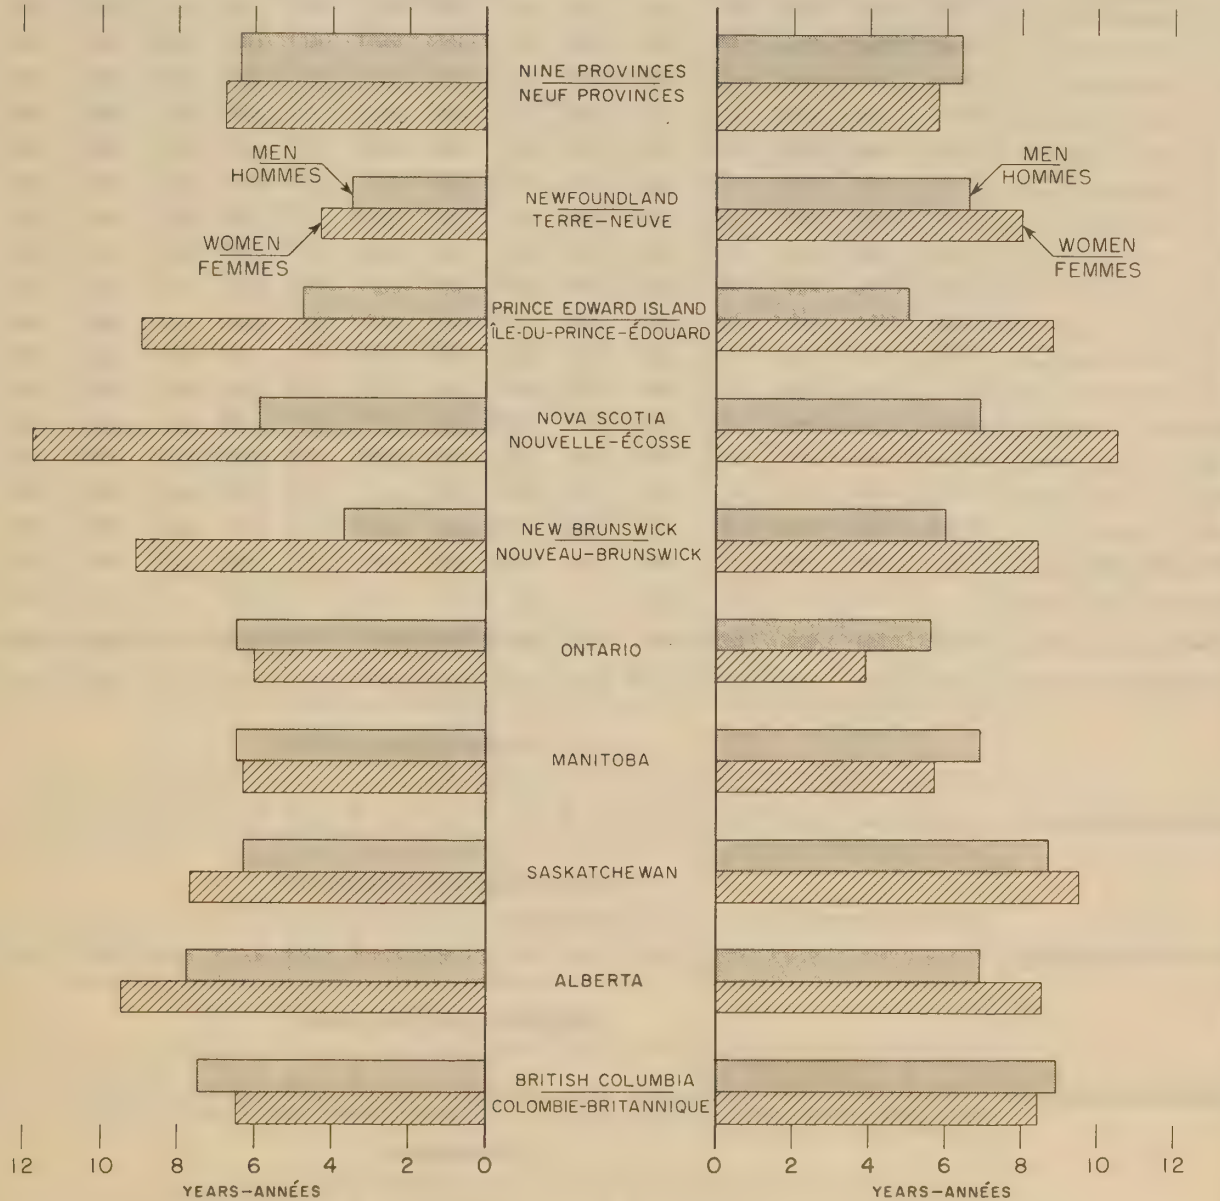 NINE PROVINCES
NEUF PROVINCES
MEN
HOMMES
MEN
HOMMES
NEWFOUNDLAND
TERRE-NEUVE
WOMEN
FEMMES
WOMEN
FEMMES
PRINCE EDWARD ISLAND
ÎLE-DU-PRINCE-ÉDOUARD
NOVA SCOTIA
NOUVELLE-ÉCOSSE
NEW BRUNSWICK
NOUVEAU-BRUNSWICK
ONTARIO
MANITOBA
SASKATCHEWAN
ALBERTA
BRITISH COLUMBIA
COLOMBIE-BRITANNIQUE
12 10 8 6 4 2 0 0 2 4 6 8 10 12
YEARS-ANNÉES YEARS-ANNÉES